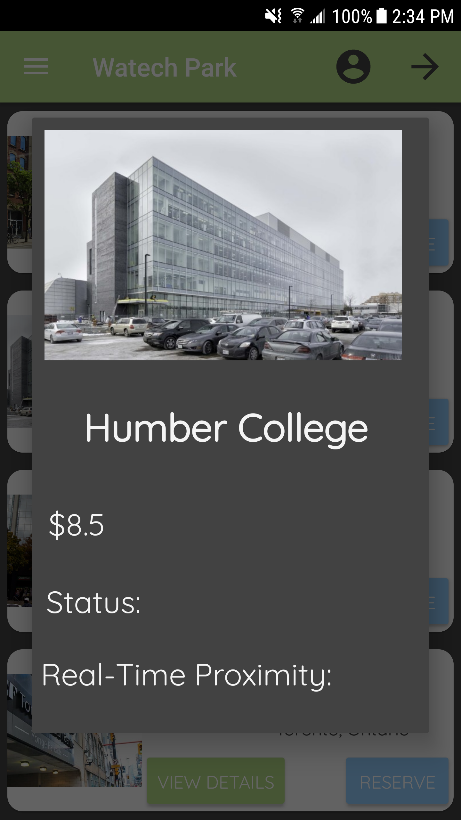 100% 2:34 PM
Watech Park
E
E
E
Humber College
$8.5
Status:
Real-Time Proximity:
Toronto, Ontario
VIEW DETAILS
RESERVE